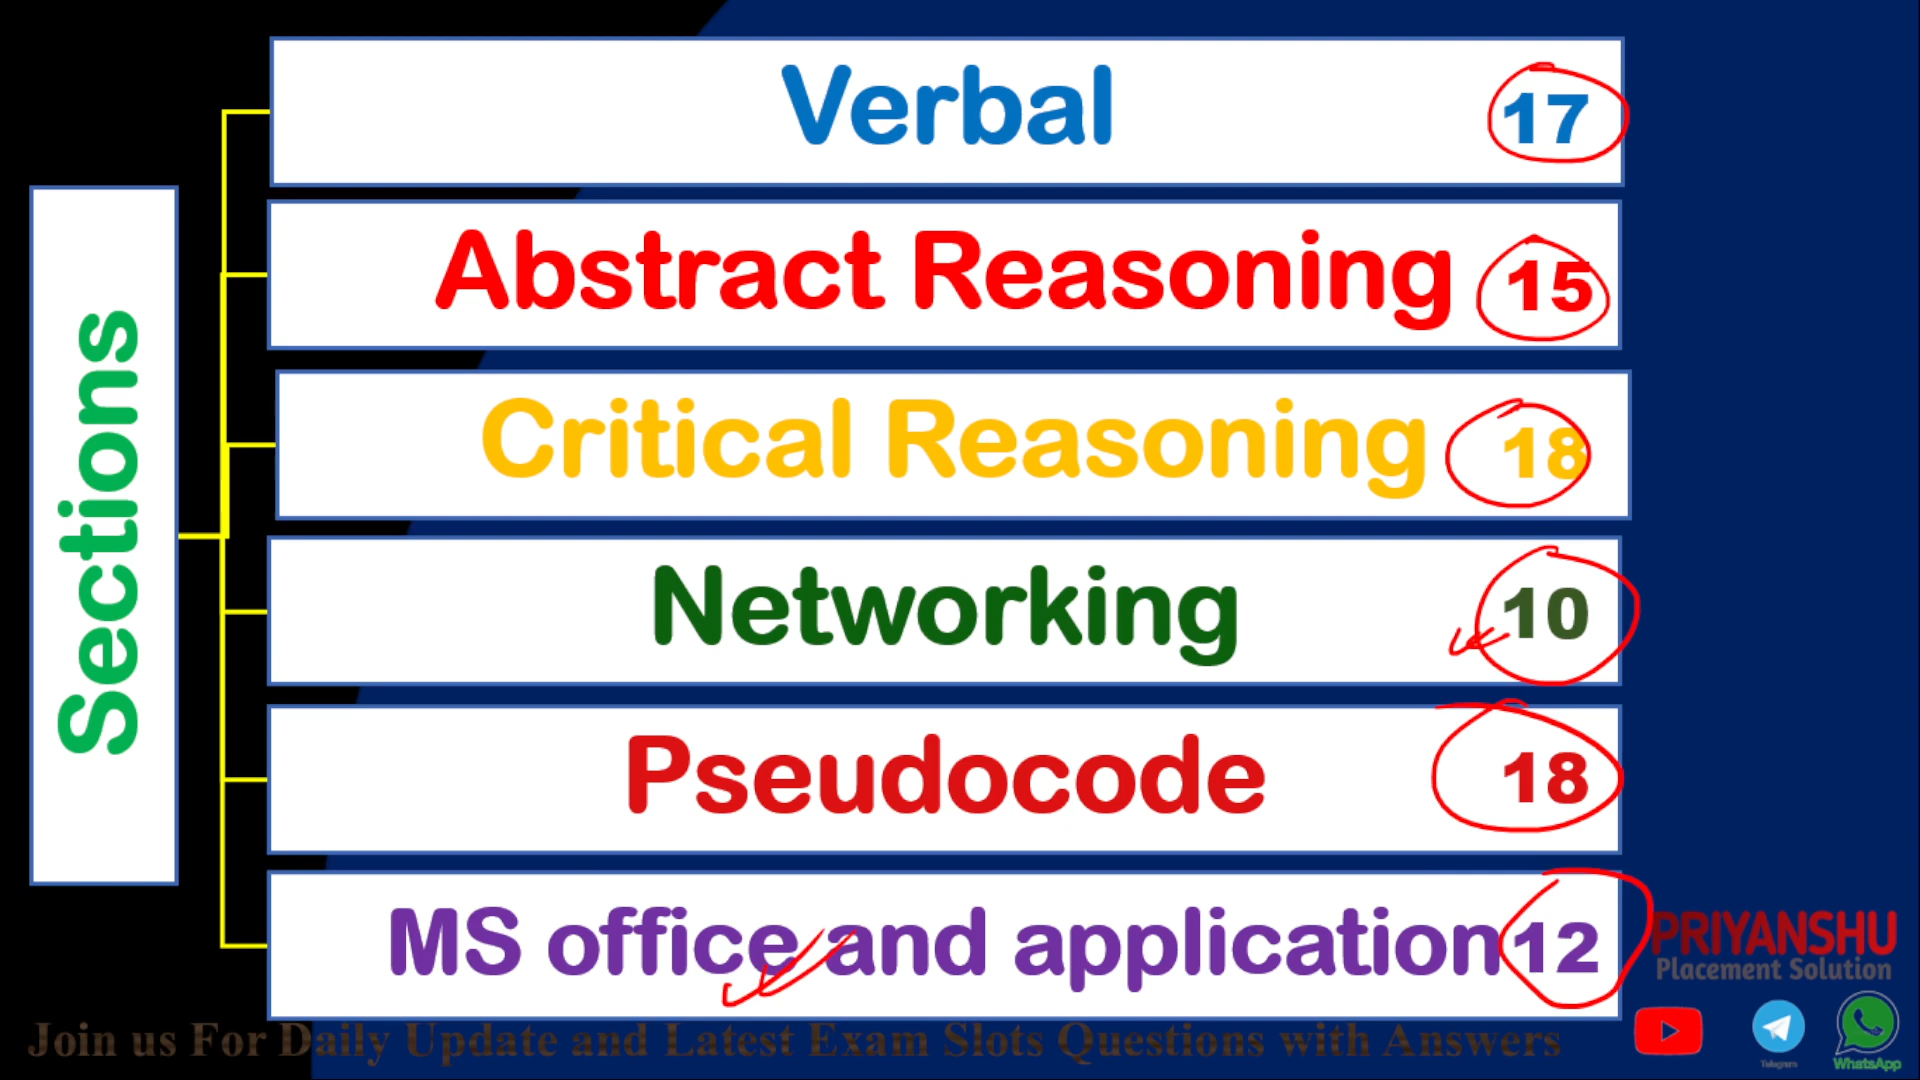 Sections
Verbal 17
Abstract Reasoning 15
Critical Reasoning 18
Networking 10
Pseudocode 18
MS office and application 12
PRIYANSHU
Placement Solution
Join us For Daily Update and Latest Exam Slots Questions with Answers
Telegram
WhatsApp